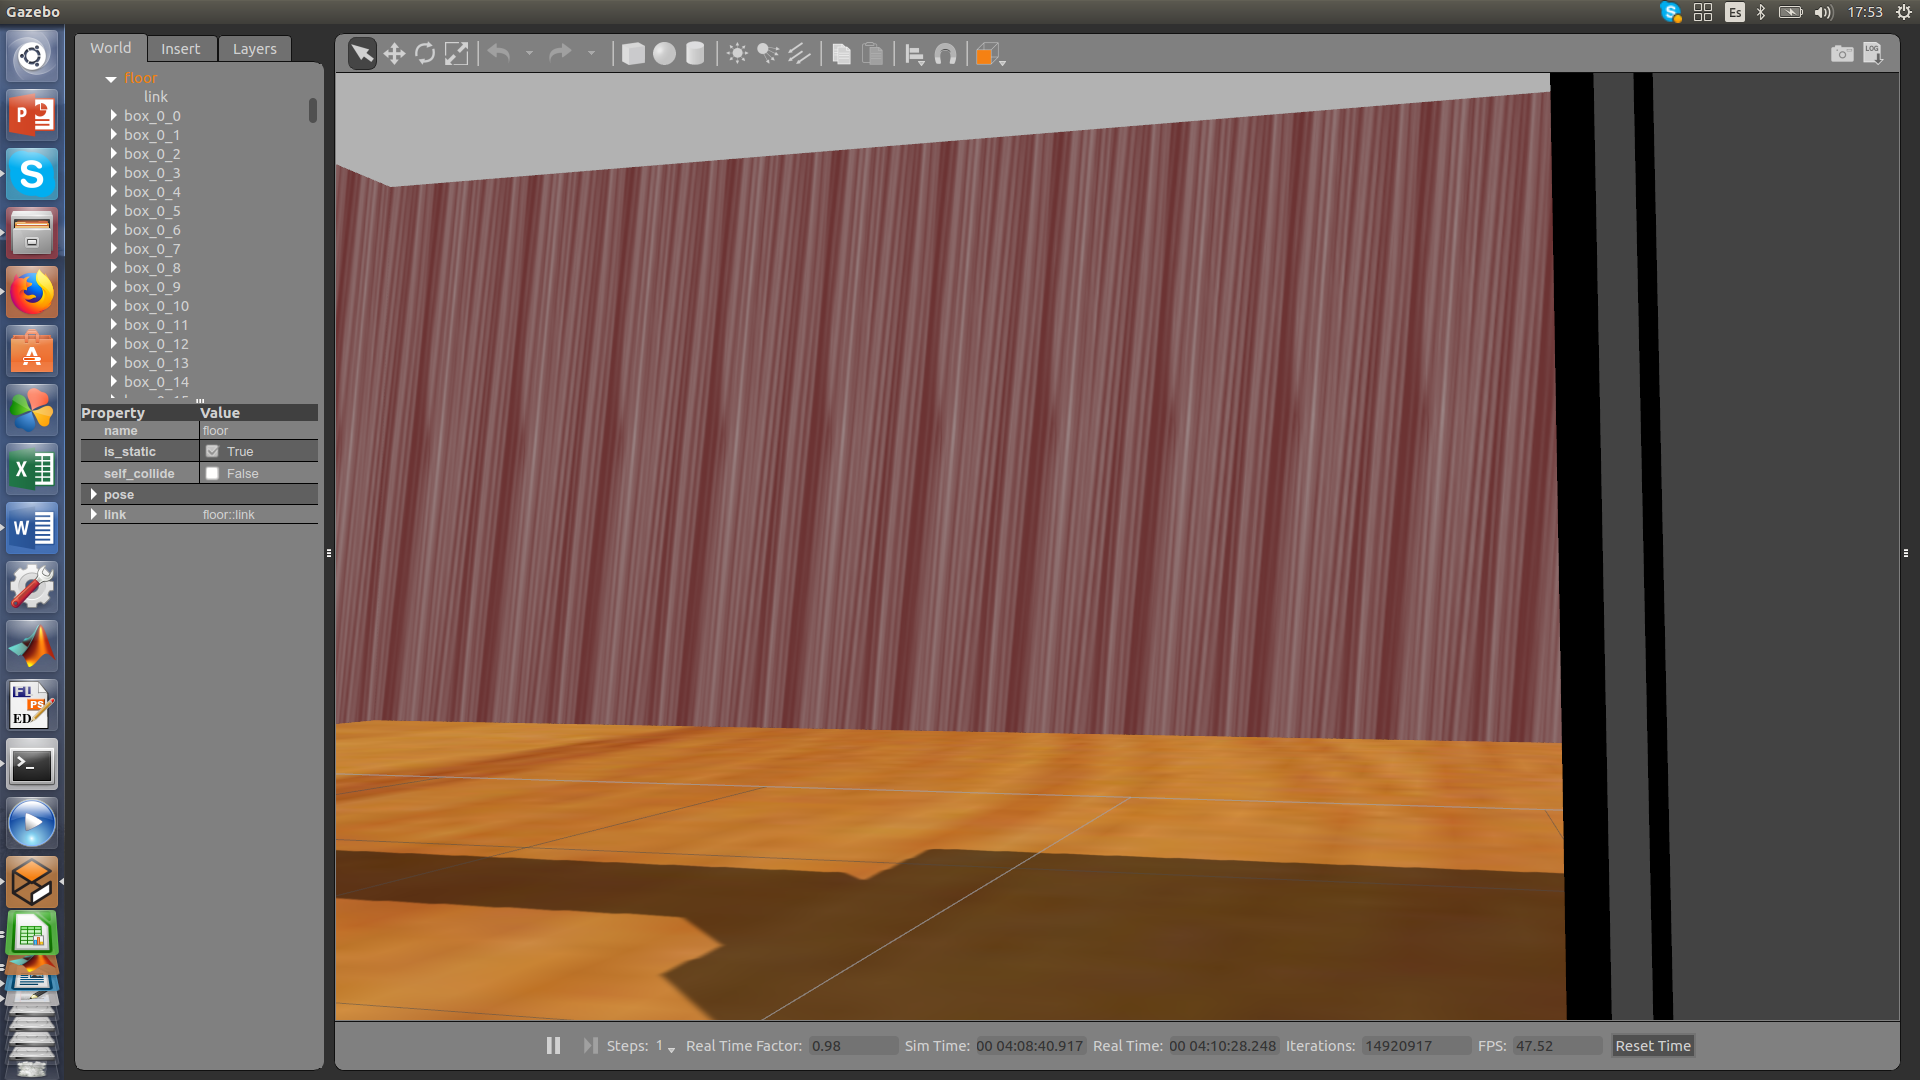 Gazebo
Es
17:53
World
Insert
Layers
LOG
floor
link
box_0_0
box_0_1
box_0_2
box_0_3
box_0_4
box_0_5
box_0_6
box_0_7
box_0_8
box_0_9
box_0_10
box_0_11
box_0_12
box_0_13
box_0_14
Property Value
name floor
is_static True
self_collide False
pose
link floor::link
Steps: 1 Real Time Factor: 0.98 Sim Time: 00 04:08:40.917 Real Time: 00 04:10:28.248 Iterations: 14920917 FPS: 47.52 Reset Time